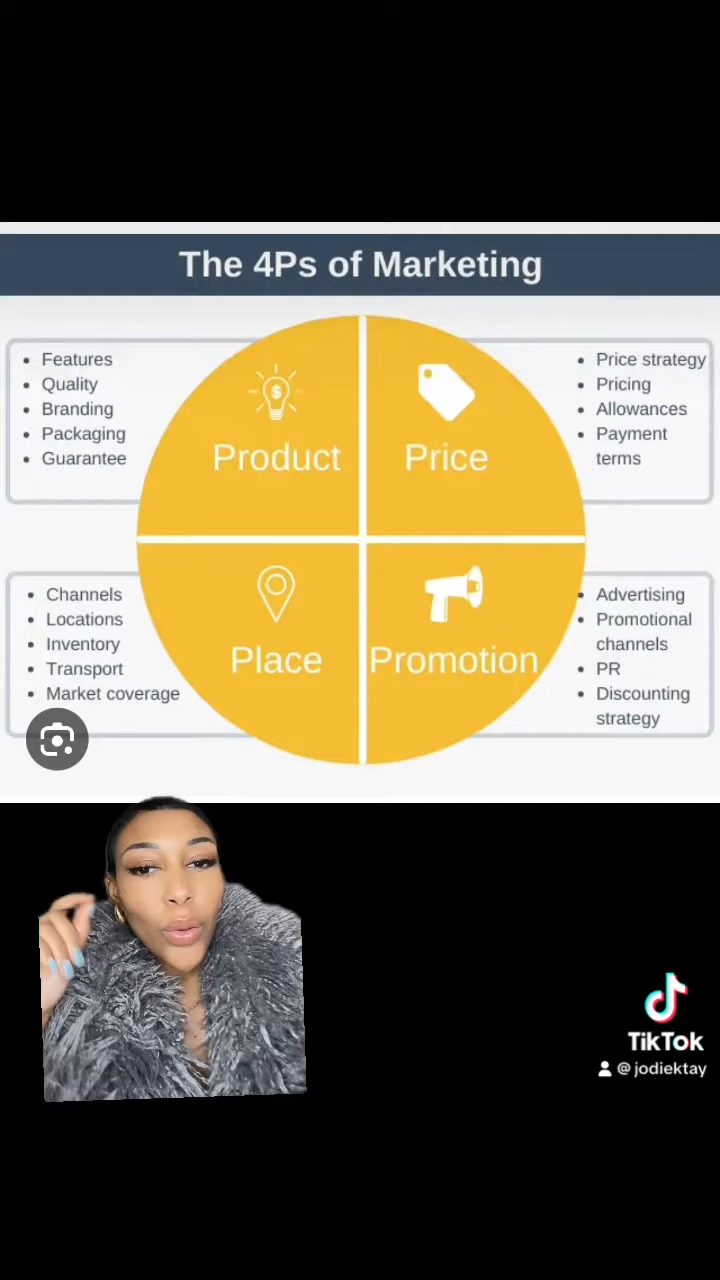 The 4Ps of Marketing
Features
Quality
Branding
Packaging
Guarantee
Product
Price
Price strategy
Pricing
Allowances
Payment
terms
Channels
Locations
Inventory
Transport
Market coverage
Place
Promotion
Advertising
Promotional
channels
PR
Discounting
strategy
TikTok
@jodiektay